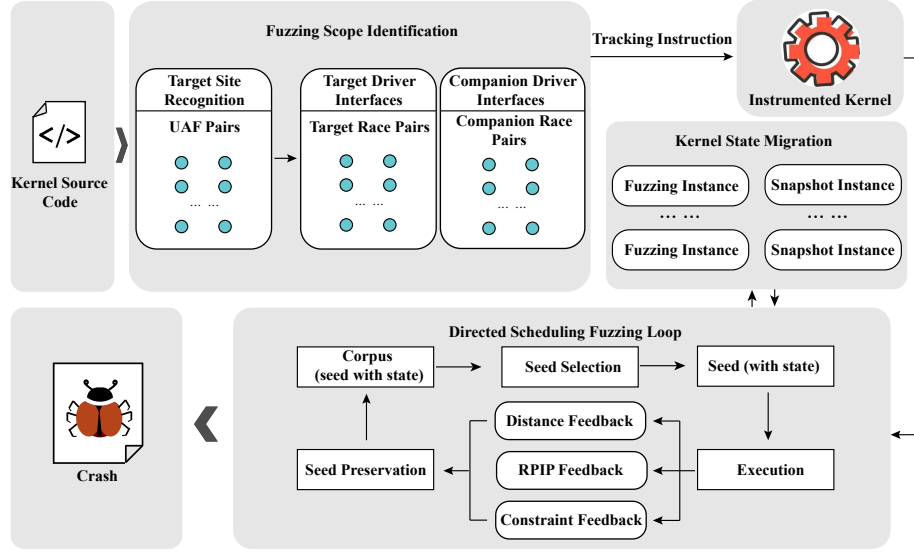 Fuzzing Scope Identification
Tracking Instruction
Instrumented Kernel
</>
Kernel Source
Code
Target Site
Recognition
UAF Pairs
... ...
Target Driver
Interfaces
Target Race Pairs
... ...
Companion Driver
Interfaces
Companion Race
Pairs
... ...
Kernel State Migration
Fuzzing Instance
Snapshot Instance
... ...
... ...
Fuzzing Instance
Snapshot Instance
Directed Scheduling Fuzzing Loop
Corpus
(seed with state)
Seed Selection
Seed (with state)
Distance Feedback
Seed Preservation
RPIP Feedback
Execution
Constraint Feedback
Crash